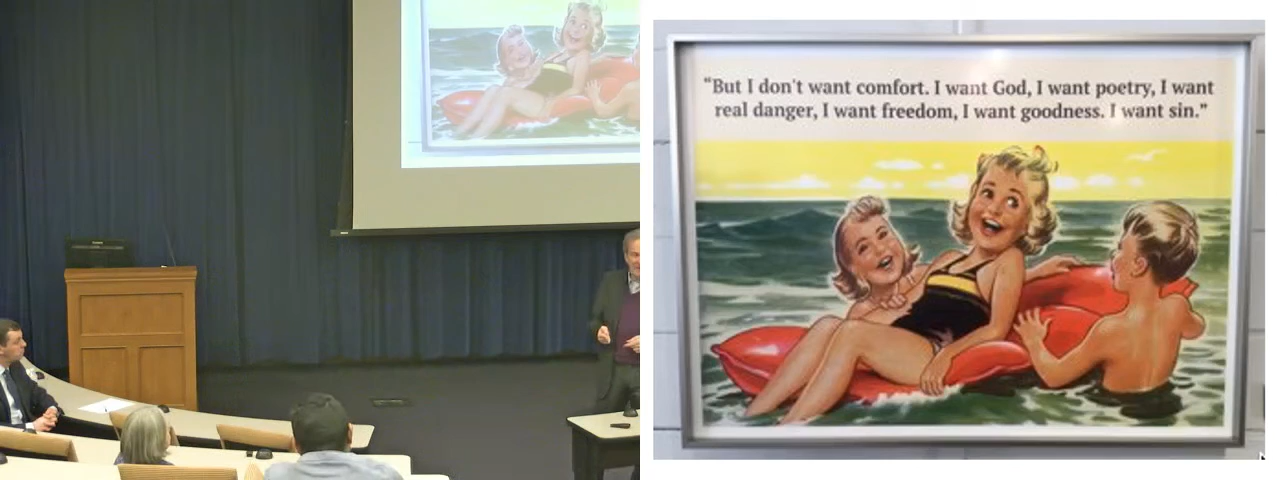 “But I don't want comfort. I want God, I want poetry, I want
real danger, I want freedom, I want goodness. I want sin.”